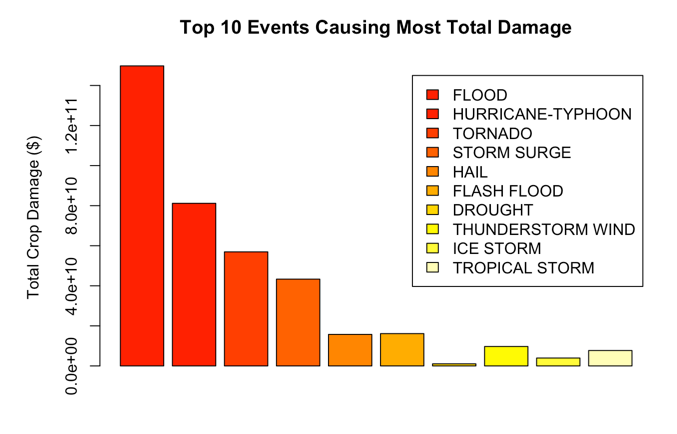 Top 10 Events Causing Most Total Damage
Total Crop Damage ($)
1.2e+11
8.0e+10
4.0e+10
0.0e+00
FLOOD
HURRICANE-TYPHOON
TORNADO
STORM SURGE
HAIL
FLASH FLOOD
DROUGHT
THUNDERSTORM WIND
ICE STORM
TROPICAL STORM